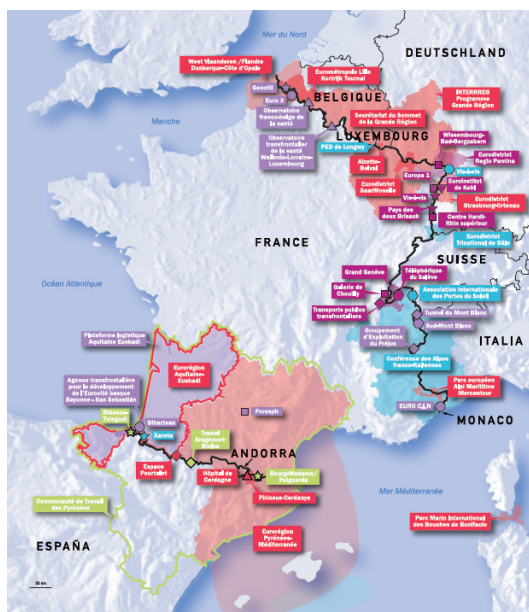 Mer du Nord
DEUTSCHLAND
West Vlaanderen /Flandre
Dunkerque-Côte d'Opale
Eurométropole Lille
Kortrijk Tournai
BELGIQUE
INTERREG
Programme
Grande Région
Gecotti
Euro 3
Observatoire
franco-belge de
la santé
Secrétariat du Sommet
de la Grande Région
LUXEMBOURG
Manche
Observatoire
transfrontalier
de la santé
Wallonie-Lorraine-
Luxembourg
PED de Longwy
Wissembourg-
Bad-Bergzabern
Eurodistrict
Regio Pamina
Alzette-
Belval
Europa 1
Vis-à-vis
Euroinstitut
de Kehl
Eurodistrict
SaarMoselle
Vis-à-vis
Eurodistrict
Strasbourg-Ortenau
Pays des
deux Brisach
Centre Hardt-
Rhin supérieur
Eurodistrict
Trinational de Bâle
FRANCE
SUISSE
Océan Atlantique
Grand Genève
Téléphérique
du Salève
Galerie de
Chouilly
Association Internationale
des Portes du Soleil
Transports publics
transfrontaliers
Tunnel du Mont Blanc
ITALIA
Groupement
d'Exploitation
du Fréjus
Sud-Mont Blanc
Plateforme logistique
Aquitaine Euskadi
Conférence des Alpes
franco-italiennes
Eurorégion
Aquitaine-
Euskadi
Agence transfrontalière
pour le développement
de l'Eurocité basque
Bayonne - San Sebastián
Parc européen
Alpi Maritime
Mercantour
EURO C.I.N
MONACO
Bidasoa-
Txingudi
Bihartean
Forespir
Xareta
Tunnel
ANDORRA
Espace
Pourtalet
Hôpital de
Cerdagne
Bourg-Madame/
Puigcerda
Pirineus-Cerdanya
Mer Méditerranée
Communauté de Travail
des Pyrénées
Parc Marin International
des Bouches de Bonifacio
ESPAÑA
Eurorégion
Pyrénées-
Méditerranée
50 km